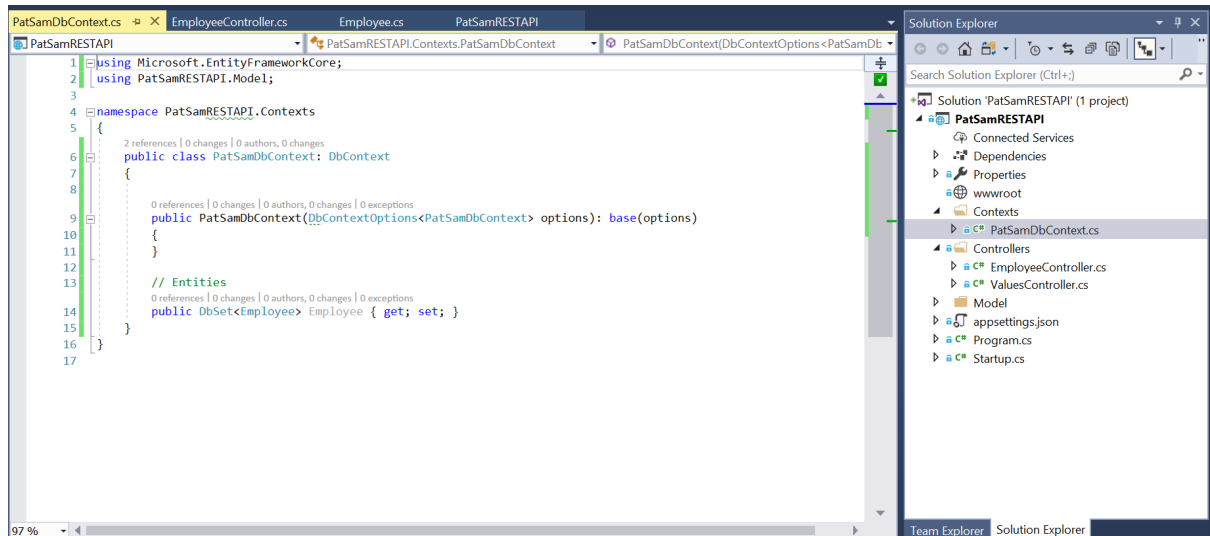 PatSamDbContext.cs EmployeeController.cs Employee.cs PatSamRESTAPI
PatSamRESTAPI PatSamRESTAPI.Contexts.PatSamDbContext PatSamDbContext(DbContextOptions<PatSamDb
1 using Microsoft.EntityFrameworkCore;
2 using PatSamRESTAPI.Model;
3
4 namespace PatSamRESTAPI.Contexts
5 {
2 references | 0 changes | 0 authors, 0 changes
6 public class PatSamDbContext: DbContext
7 {
8
0 references | 0 changes | 0 authors, 0 changes | 0 exceptions
9 public PatSamDbContext(DbContextOptions<PatSamDbContext> options): base(options)
10 {
11 }
12
13 // Entities
0 references | 0 changes | 0 authors, 0 changes | 0 exceptions
14 public DbSet<Employee> Employee { get; set; }
15 }
16 }
17
97 %
Solution Explorer
Search Solution Explorer (Ctrl+;)
Solution 'PatSamRESTAPI' (1 project)
PatSamRESTAPI
Connected Services
Dependencies
Properties
wwwroot
Contexts
C# PatSamDbContext.cs
Controllers
C# EmployeeController.cs
C# ValuesController.cs
Model
appsettings.json
C# Program.cs
C# Startup.cs
Team Explorer Solution Explorer